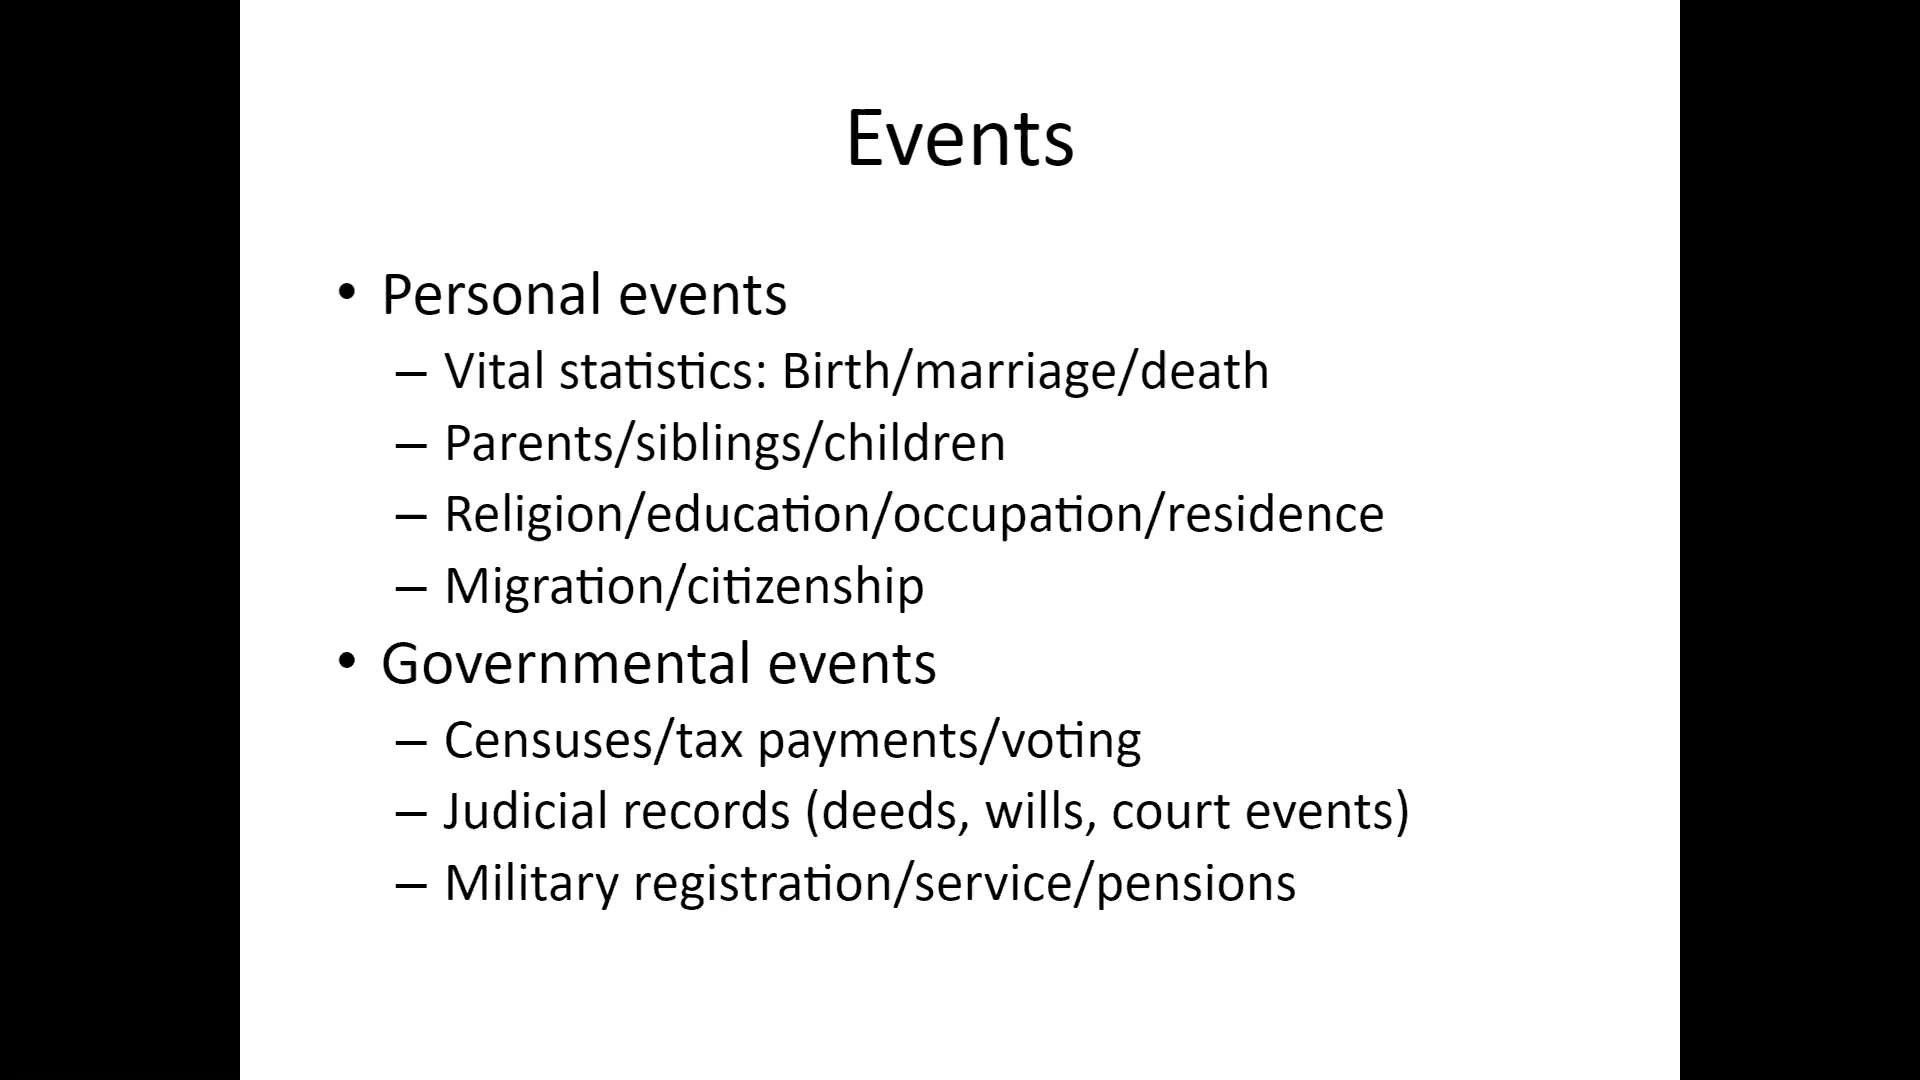 Events
• Personal events
– Vital statistics: Birth/marriage/death
– Parents/siblings/children
– Religion/education/occupation/residence
– Migration/citizenship
• Governmental events
– Censuses/tax payments/voting
– Judicial records (deeds, wills, court events)
– Military registration/service/pensions